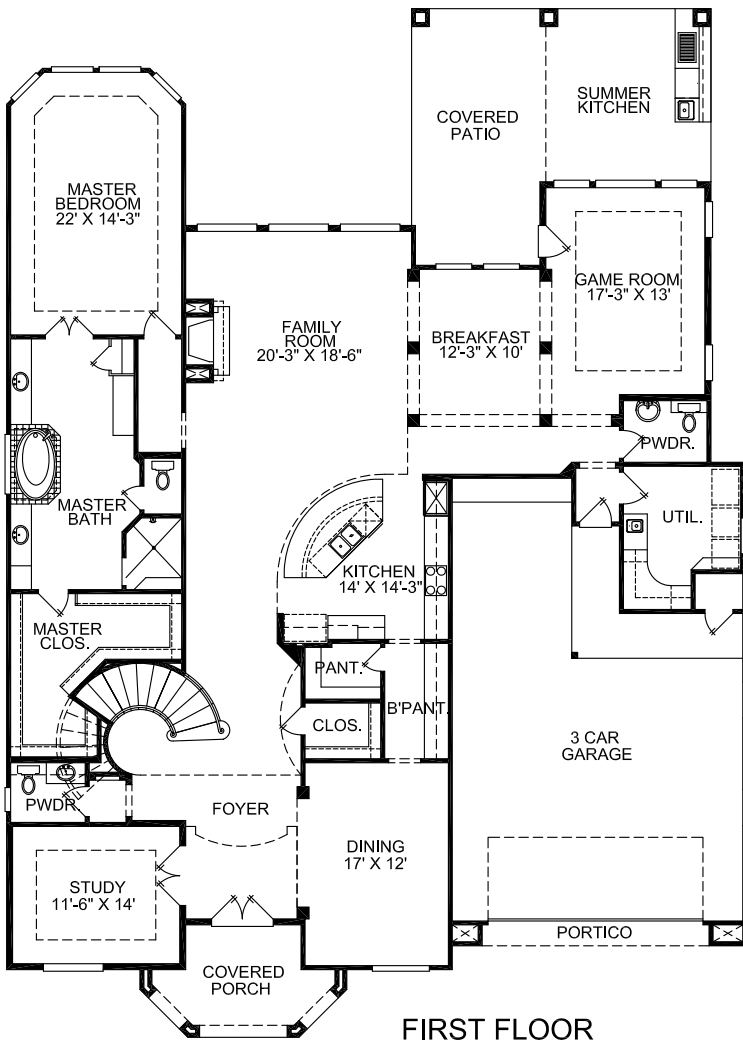 SUMMER
KITCHEN
COVERED
PATIO
MASTER
BEDROOM
22' X 14'-3"
GAME ROOM
17'-3" X 13'
FAMILY
ROOM
20'-3" X 18'-6"
BREAKFAST
12'-3" X 10'
PWDR.
MASTER
BATH
UTIL.
KITCHEN
14' X 14'-3"
MASTER
CLOS.
PANT.
B'PANT.
CLOS.
3 CAR
GARAGE
PWDR.
FOYER
DINING
17' X 12'
STUDY
11'-6" X 14'
PORTICO
COVERED
PORCH
FIRST FLOOR